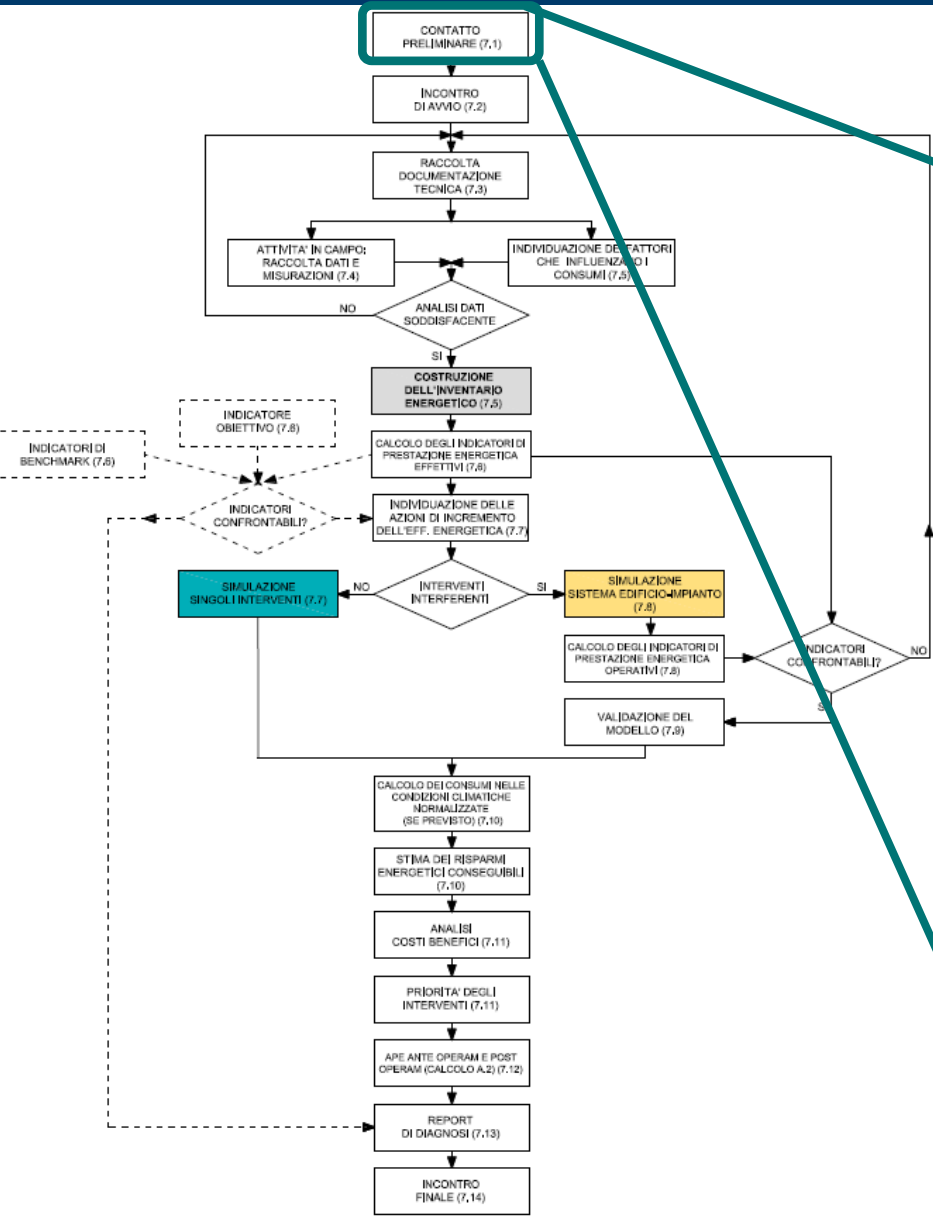 CONTATTO
PRELIMINARE (7.1)
INCONTRO
DI AVVIO (7.2)
RACCOLTA
DOCUMENTAZIONE
TECNICA (7.3)
ATTIVITA' IN CAMPO:
RACCOLTA DATI E
MISURAZIONI (7.4)
INDIVIDUAZIONE DEI FATTORI
CHE INFLUENZANO I
CONSUMI (7.5)
NO
ANALISI DATI
SODDISFACENTE
SI
COSTRUZIONE
DELL'INVENTARIO
ENERGETICO (7.5)
INDICATORE
OBIETTIVO (7.6)
INDICATORI DI
BENCHMARK (7.6)
CALCOLO DEGLI INDICATORI DI
PRESTAZIONE ENERGETICA
EFFETTIVI (7.6)
INDICATORI
CONFRONTABILI?
INDIVIDUAZIONE DELLE
AZIONI DI INCREMENTO
DELL'EFF. ENERGETICA (7.7)
SIMULAZIONE
SINGOLI INTERVENTI (7.7)
NO
INTERVENTI
INTERFERENTI
SI
SIMULAZIONE
SISTEMA EDIFICIO-IMPIANTO
(7.8)
CALCOLO DEGLI INDICATORI DI
PRESTAZIONE ENERGETICA
OPERATIVI (7.8)
INDICATORI
CONFRONTABILI?
NO
SI
VALIDAZIONE DEL
MODELLO (7.9)
CALCOLO DEI CONSUMI NELLE
CONDIZIONI CLIMATICHE
NORMALIZZATE
(SE PREVISTO) (7.10)
STIMA DEI RISPARMI
ENERGETICI CONSEGUIBILI
(7.10)
ANALISI
COSTI BENEFICI (7.11)
PRIORITA' DEGLI
INTERVENTI (7.11)
APE ANTE OPERAM E POST
OPERAM (CALCOLO A.2) (7.12)
REPORT
DI DIAGNOSI (7.13)
INCONTRO
FINALE (7.14)